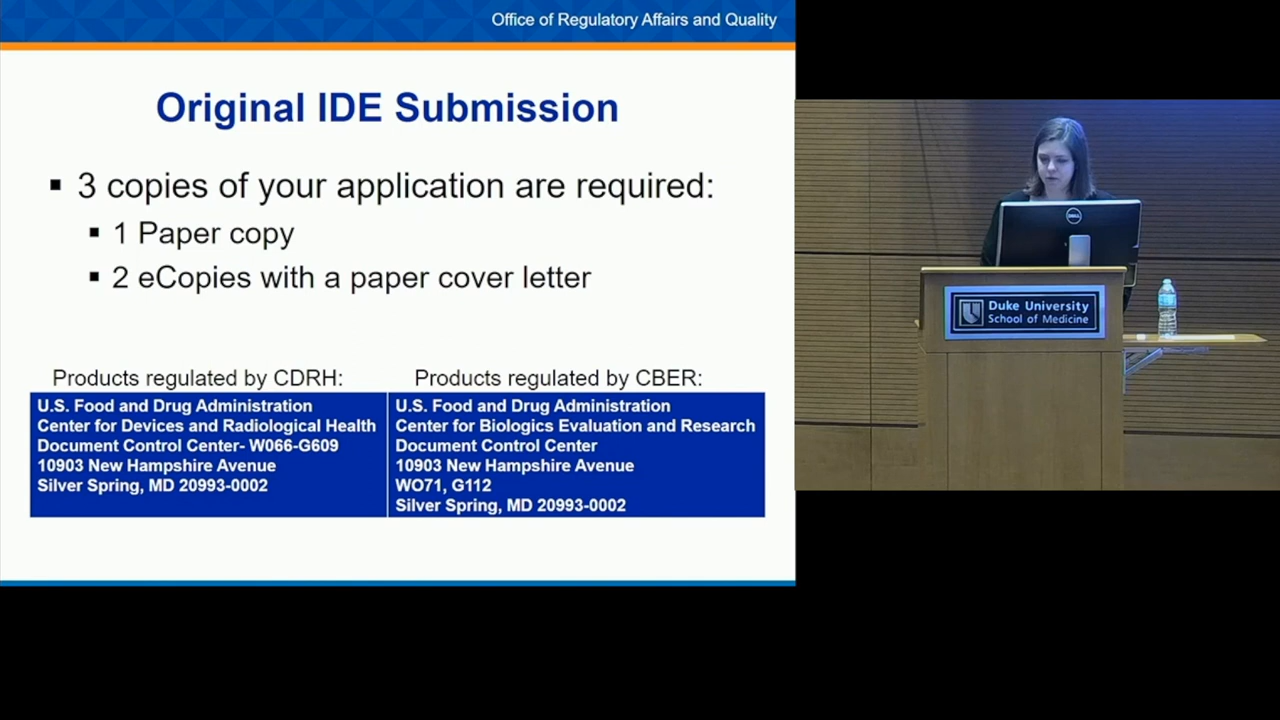 Office of Regulatory Affairs and Quality
Original IDE Submission
▪ 3 copies of your application are required:
▪ 1 Paper copy
▪ 2 eCopies with a paper cover letter
Products regulated by CDRH:
U.S. Food and Drug Administration
Center for Devices and Radiological Health
Document Control Center- W066-G609
10903 New Hampshire Avenue
Silver Spring, MD 20993-0002
Products regulated by CBER:
U.S. Food and Drug Administration
Center for Biologics Evaluation and Research
Document Control Center
10903 New Hampshire Avenue
WO71, G112
Silver Spring, MD 20993-0002
DELL
Duke University
School of Medicine